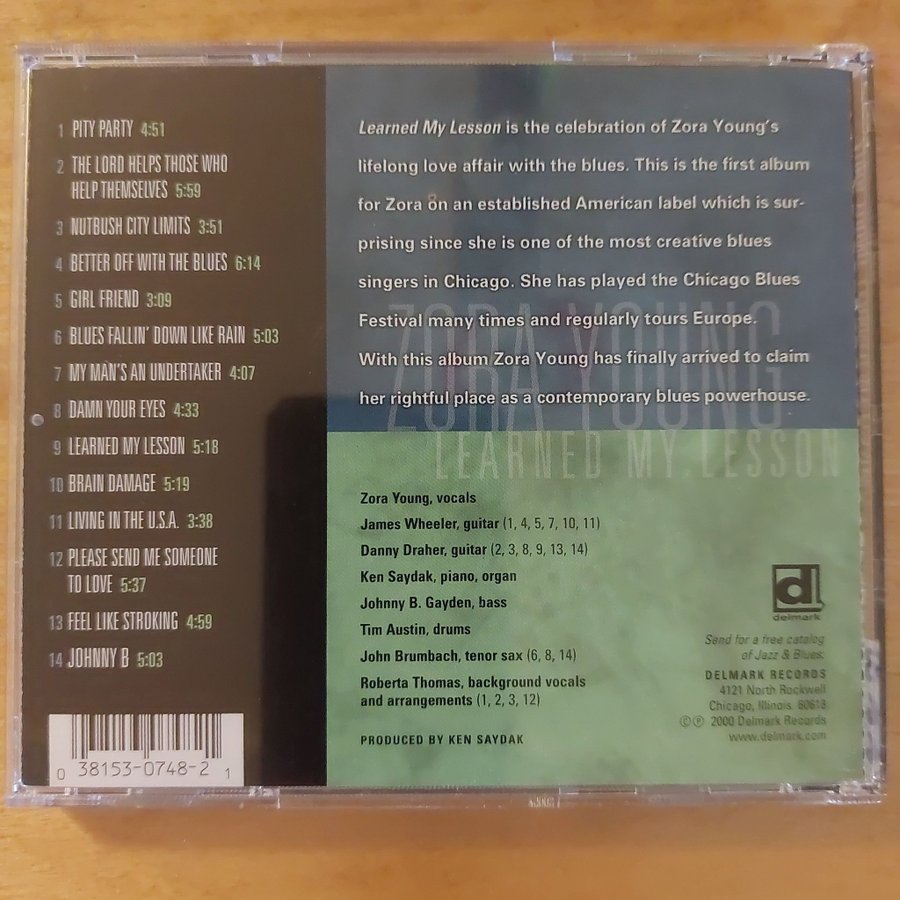 1 PITY PARTY 4:51
2 THE LORD HELPS THOSE WHO
HELP THEMSELVES 5:59
3 NUTBUSH CITY LIMITS 3:51
4 BETTER OFF WITH THE BLUES 6:14
5 GIRL FRIEND 3:09
6 BLUES FALLIN' DOWN LIKE RAIN 5:03
7 MY MAN'S AN UNDERTAKER 4:07
8 DAMN YOUR EYES 4:33
9 LEARNED MY LESSON 5:18
10 BRAIN DAMAGE 5:19
11 LIVING IN THE U.S.A. 3:38
12 PLEASE SEND ME SOMEONE
TO LOVE 5:37
13 FEEL LIKE STROKING 4:59
14 JOHNNY B 5:03
0 38153-0748-2 1
Learned My Lesson is the celebration of Zora Young's
lifelong love affair with the blues. This is the first album
for Zora on an established American label which is sur-
prising since she is one of the most creative blues
singers in Chicago. She has played the Chicago Blues
Festival many times and regularly tours Europe.
With this album Zora Young has finally arrived to claim
her rightful place as a contemporary blues powerhouse.
ZORA YOUNG
LEARNED MY LESSON
Zora Young, vocals
James Wheeler, guitar (1, 4, 5, 7, 10, 11)
Danny Draher, guitar (2, 3, 8, 9, 13, 14)
Ken Saydak, piano, organ
Johnny B. Gayden, bass
Tim Austin, drums
John Brumbach, tenor sax (6, 8, 14)
Roberta Thomas, background vocals
and arrangements (1, 2, 3, 12)
PRODUCED BY KEN SAYDAK
d
delmark
Send for a free catalog
of Jazz & Blues:
DELMARK RECORDS
4121 North Rockwell
Chicago, Illinois 60618
© ℗ 2000 Delmark Records
www.delmark.com